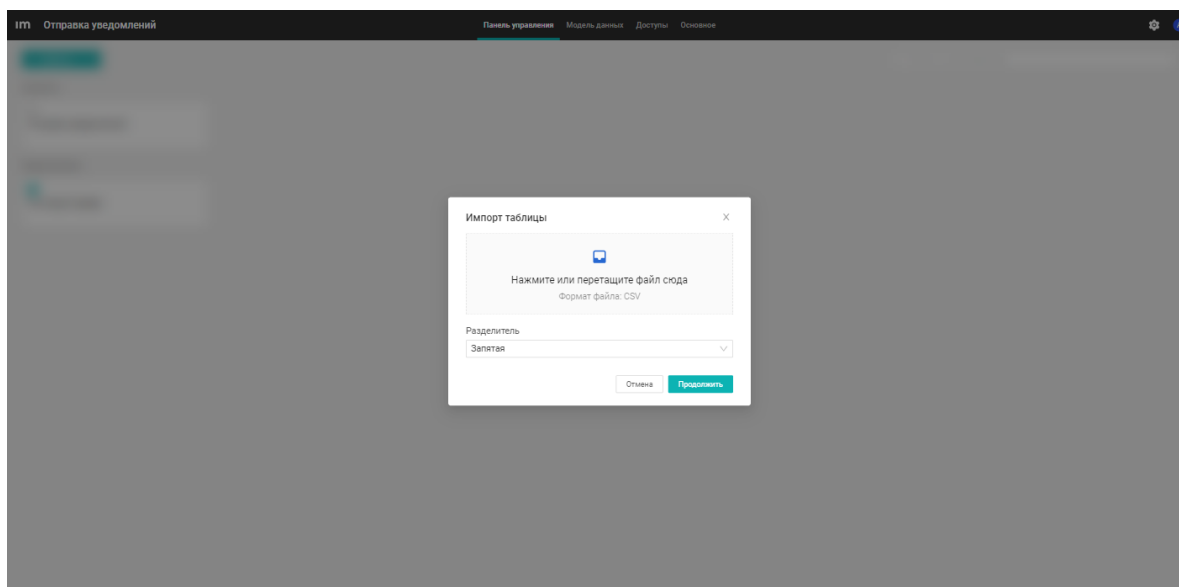 im Отправка уведомлений
Панель управления Модель данных Доступы Основное
Импорт таблицы
Нажмите или перетащите файл сюда
Формат файла: CSV
Разделитель
Запятая
Отмена Продолжить